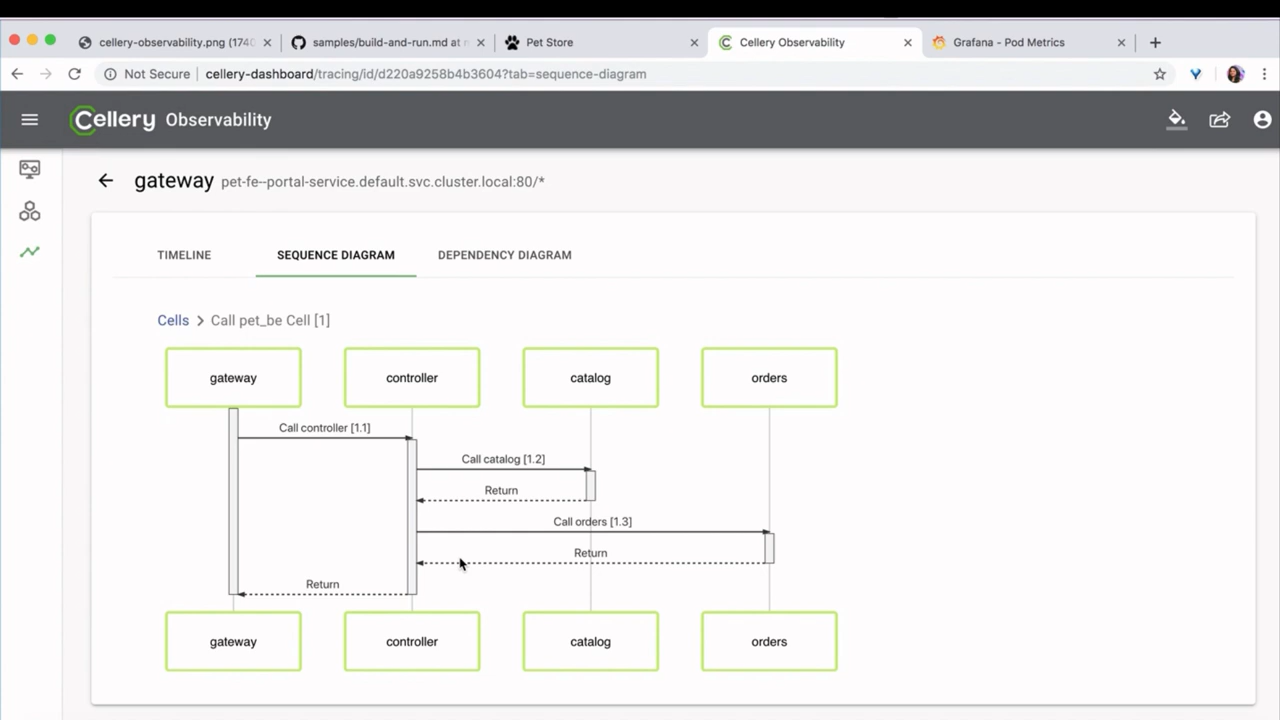 cellery-observability.png (1740
samples/build-and-run.md at m
Pet Store
Cellery Observability
Grafana - Pod Metrics
Not Secure | cellery-dashboard/tracing/id/d220a9258b4b3604?tab=sequence-diagram
Cellery Observability
gateway pet-fe--portal-service.default.svc.cluster.local:80/*
TIMELINE SEQUENCE DIAGRAM DEPENDENCY DIAGRAM
Cells > Call pet_be Cell [1]
gateway controller catalog orders
Call controller [1.1]
Call catalog [1.2]
Return
Call orders [1.3]
Return
Return
gateway controller catalog orders